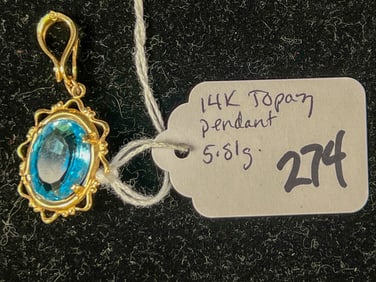 14K Topaz
pendant
5.81g.
274